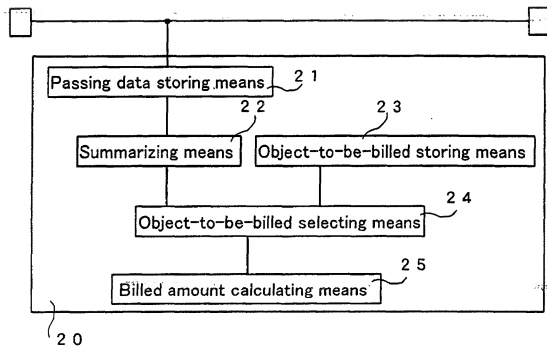 Passing data storing means
21
22
23
Summarizing means
Object-to-be-billed storing means
24
Object-to-be-billed selecting means
25
Billed amount calculating means
20